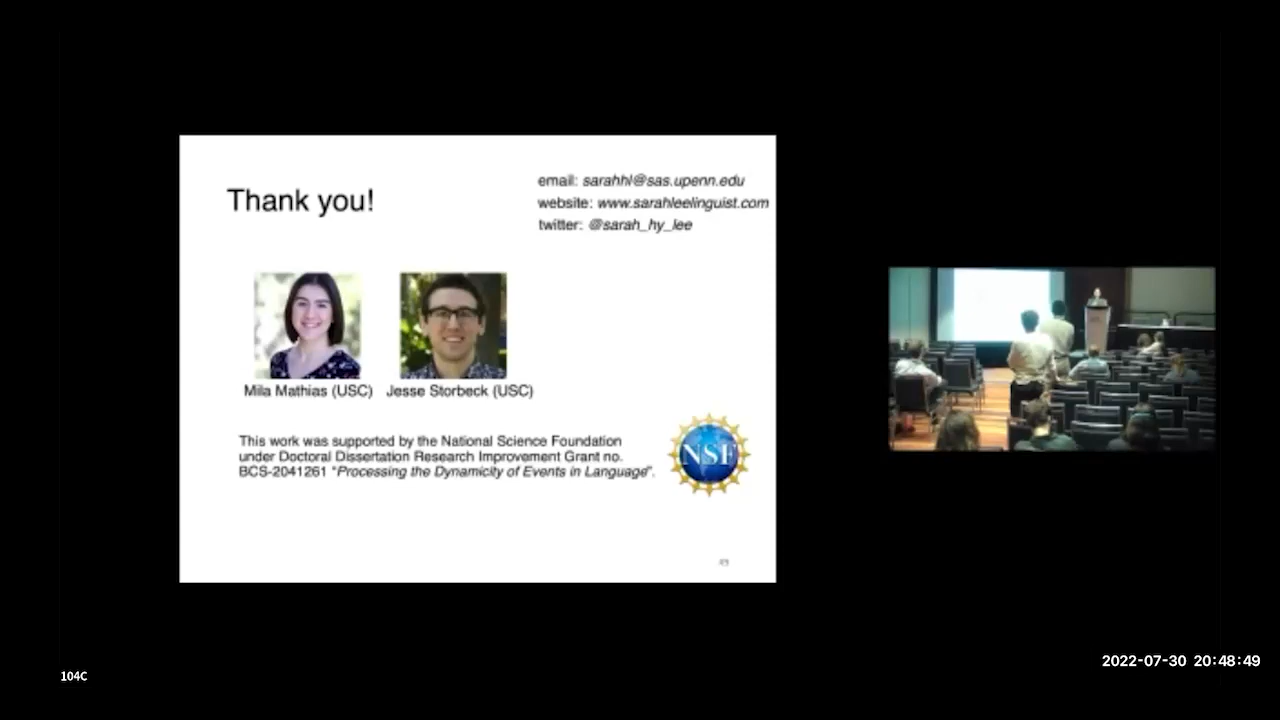 Thank you!
email: sarahhl@sas.upenn.edu
website: www.sarahleelinguist.com
twitter: @sarah_hy_lee
Mila Mathias (USC)
Jesse Storbeck (USC)
This work was supported by the National Science Foundation
under Doctoral Dissertation Research Improvement Grant no.
BCS-2041261 "Processing the Dynamicity of Events in Language".
NSF
2022-07-30 20:48:49
104C